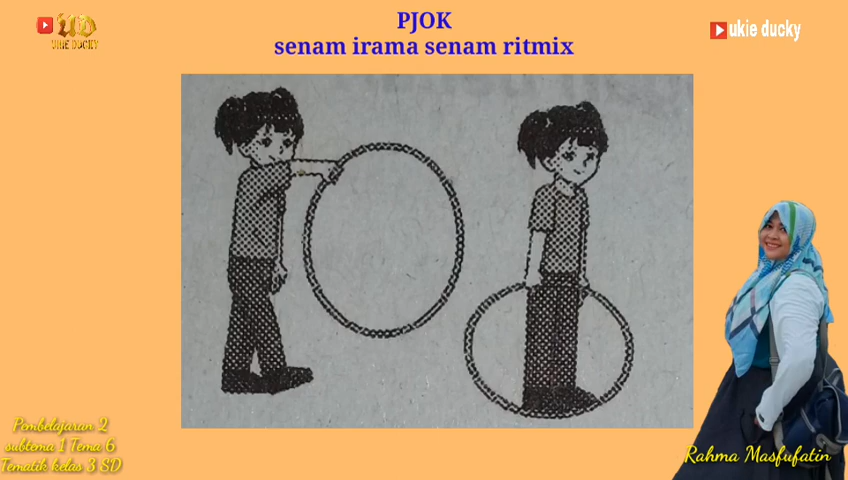 UD
UKIE DUCKY
PJOK
senam irama senam ritmix
ukie ducky
Pembelajaran 2
subtema 1 Tema 6
Tematik kelas 3 SD
Rahma Masfufatin